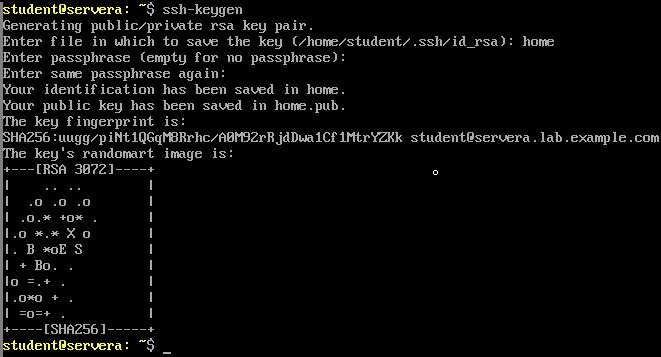 student@servera: ~$ ssh-keygen
Generating public/private rsa key pair.
Enter file in which to save the key (/home/student/.ssh/id_rsa): home
Enter passphrase (empty for no passphrase):
Enter same passphrase again:
Your identification has been saved in home.
Your public key has been saved in home.pub.
The key fingerprint is:
SHA256:uugg/piNt1QGqM8Rrhc/A0M92rRjdDwa1Cf1MtrYZKk student@servera.lab.example.com
The key's randomart image is:
+---[RSA 3072]----+
|    .. ..        |
|  .o .o .o       |
| .o.* +o* .      |
|.o *.* X o       |
|. B *oE S        |
| + Bo. .         |
|o =.+ .          |
|.o*o + .         |
| =o=+ .          |
+----[SHA256]-----+
student@servera: ~$ _